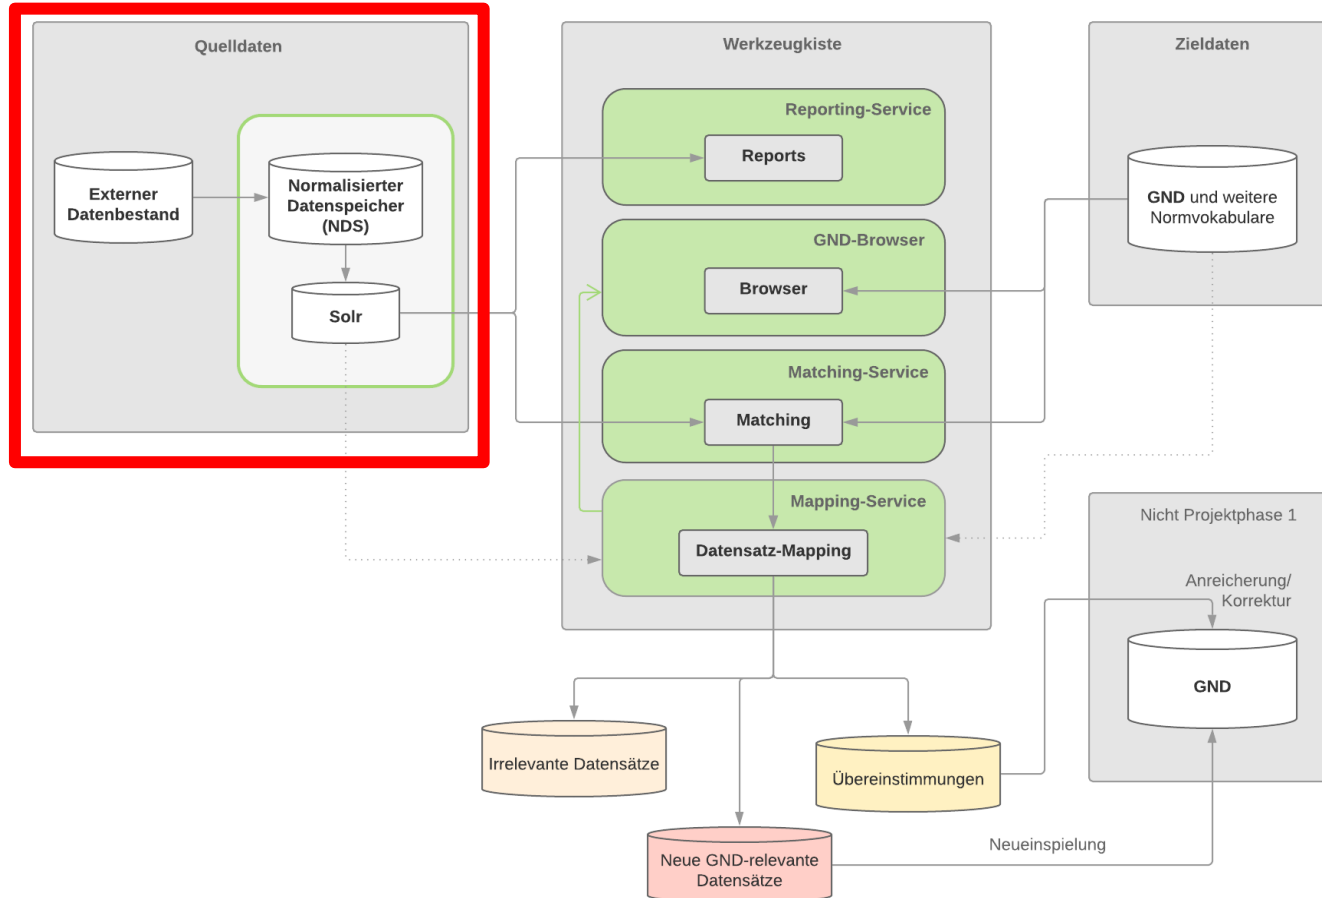 Quelldaten
Externer
Datenbestand
Normalisierter
Datenspeicher
(NDS)
Solr
Werkzeugkiste
Reporting-Service
Reports
GND-Browser
Browser
Matching-Service
Matching
Mapping-Service
Datensatz-Mapping
Zieldaten
GND und weitere
Normvokabulare
Nicht Projektphase 1
Anreicherung/
Korrektur
GND
Irrelevante Datensätze
Übereinstimmungen
Neue GND-relevante
Datensätze
Neueinspielung